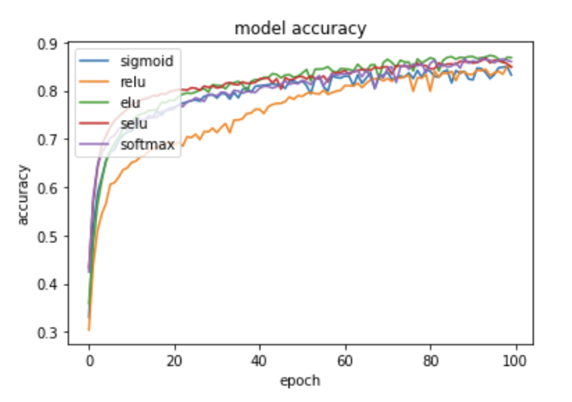 model accuracy
0.9
0.8
0.7
0.6
0.5
0.4
0.3
accuracy
sigmoid
relu
elu
selu
softmax
0 20 40 60 80 100
epoch